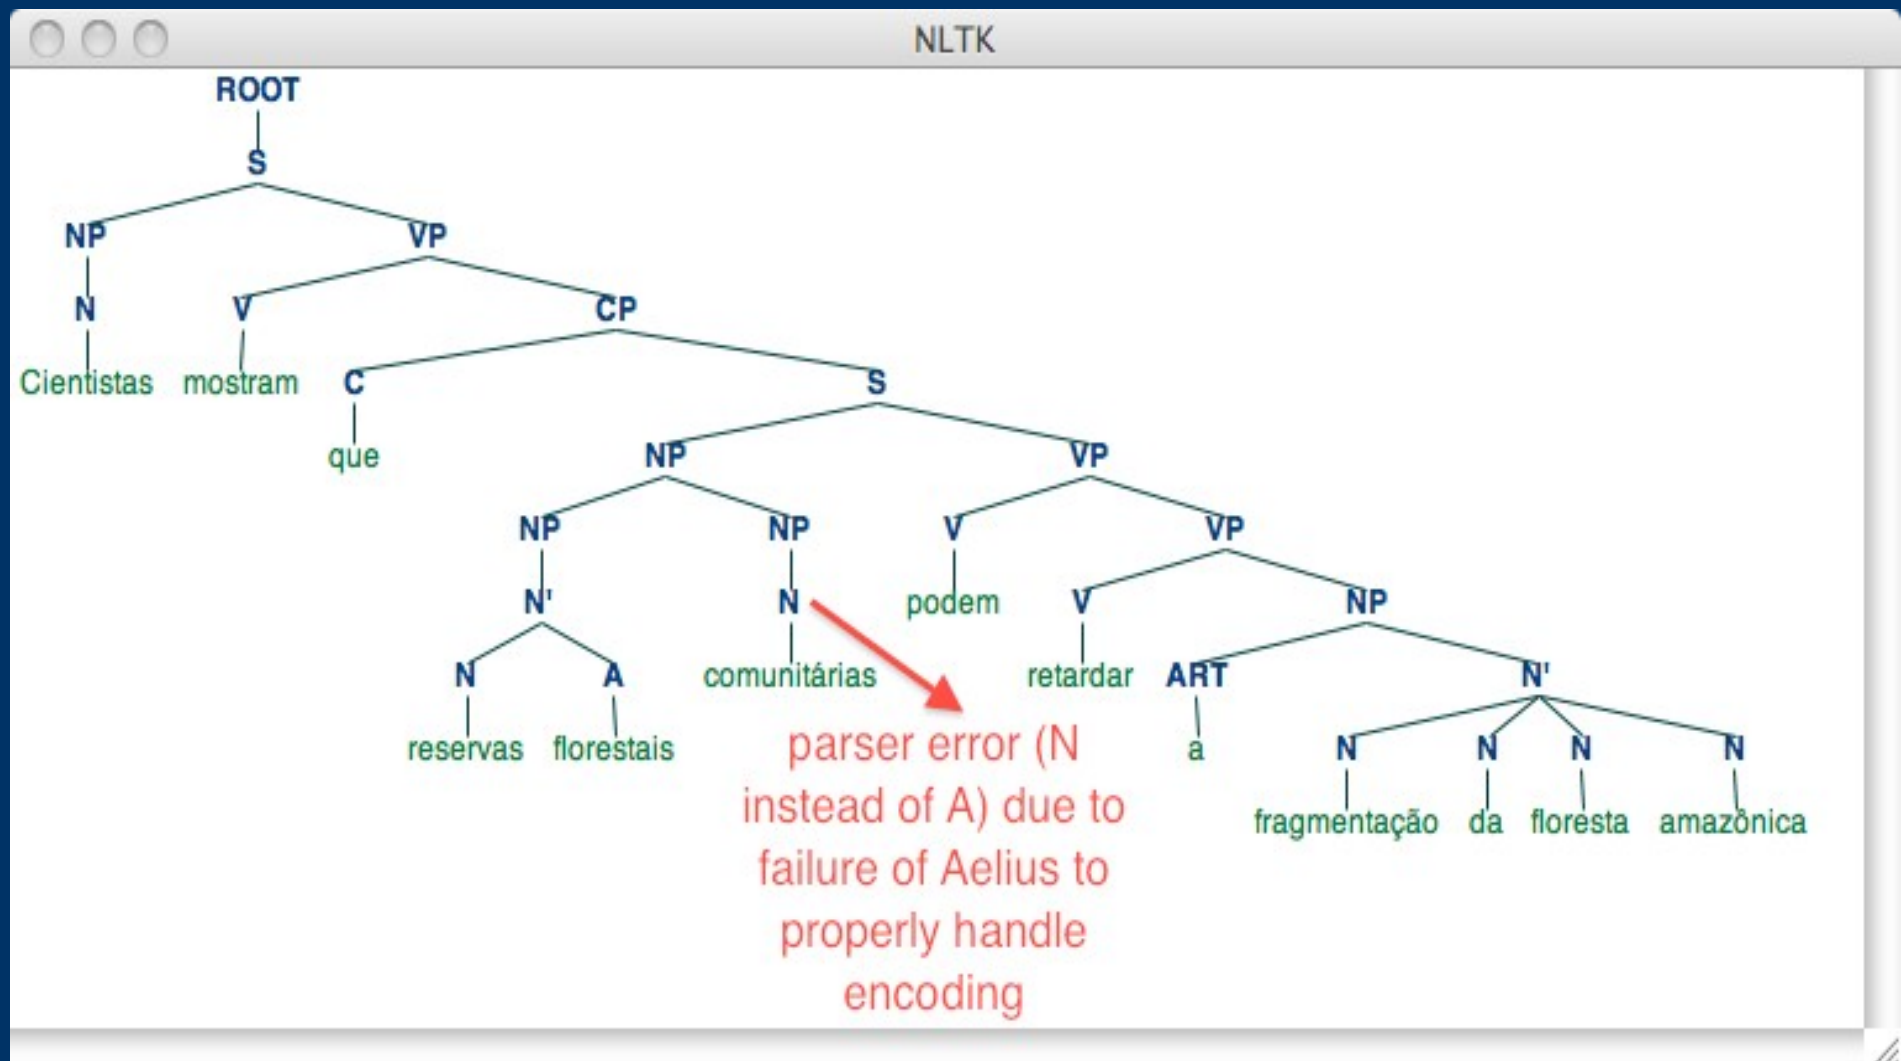 NLTK
ROOT
S
NP VP
N V CP
Cientistas mostram C S
que NP VP
NP NP V VP
N' N podem V NP
N A comunitárias retardar ART N'
reservas florestais a N N N N
fragmentação da floresta amazônica
parser error (N
instead of A) due to
failure of Aelius to
properly handle
encoding